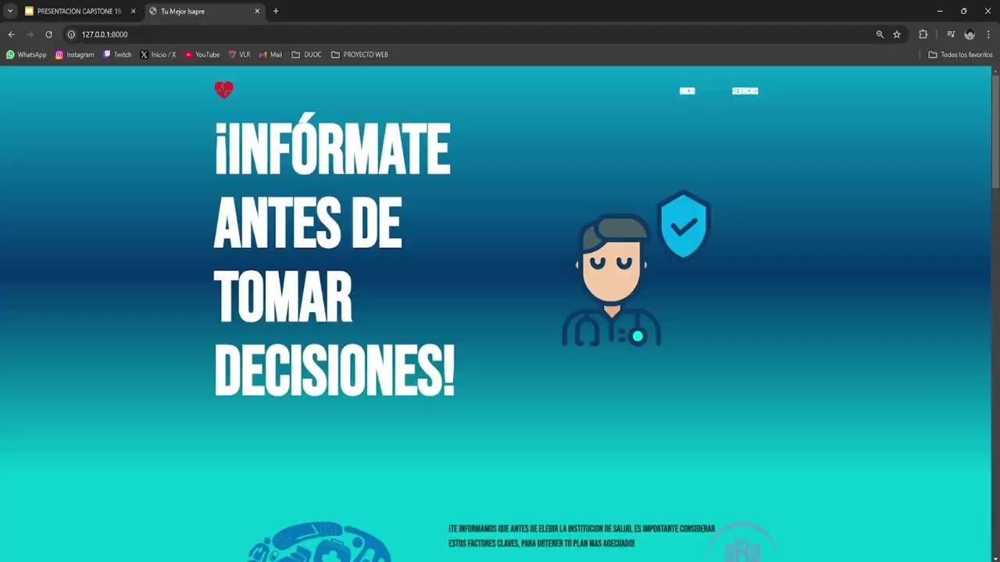 PRESENTACION CAPSTONE 19
Tu Mejor Isapre
127.0.0.1:8000
WhatsApp
Instagram
Twitch
Inicio / X
YouTube
VLR
Mail
DUOC
PROYECTO WEB
Todos los favoritos
INICIO
SERVICIOS
¡INFÓRMATE
ANTES DE
TOMAR
DECISIONES!
¡TE INFORMAMOS QUE ANTES DE ELEGIR LA INSTITUCION DE SALUD, ES IMPORTANTE CONSIDERAR
ESTOS FACTORES CLAVES, PARA OBTENER TU PLAN MAS ADECUADO!